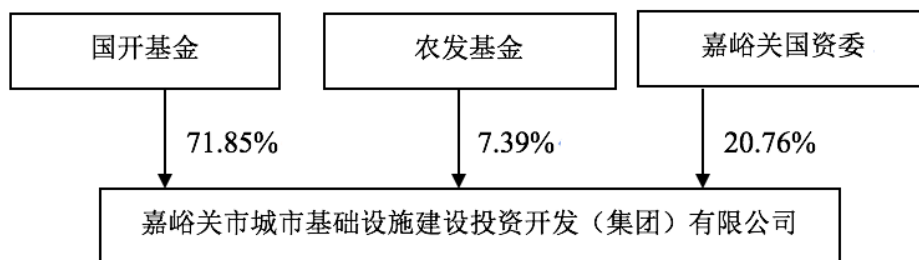 国开基金
农发基金
嘉峪关国资委
71.85%
7.39%
20.76%
嘉峪关市城市基础设施建设投资开发（集团）有限公司